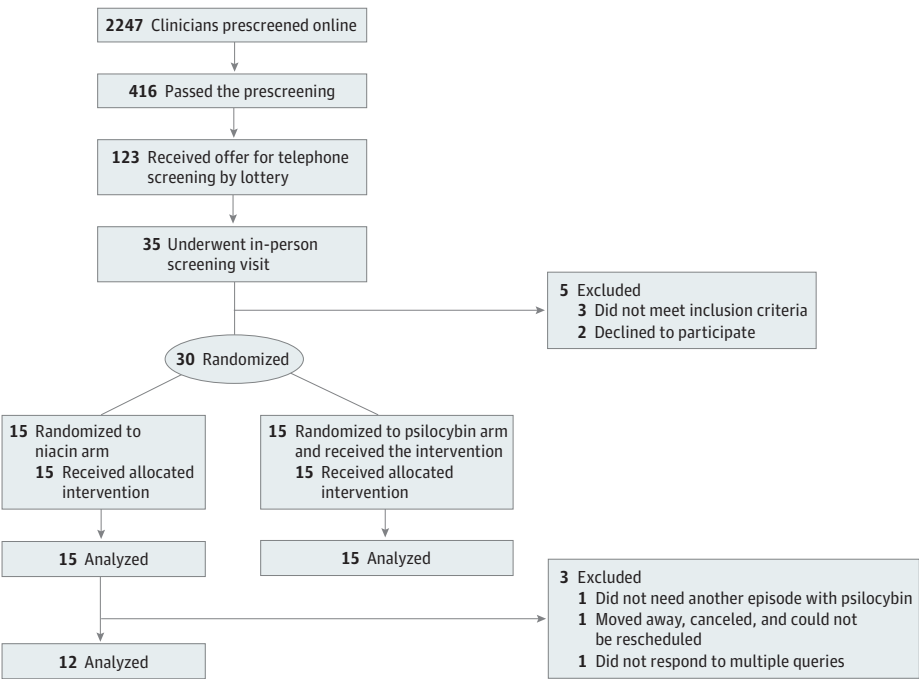 2247 Clinicians prescreened online
416 Passed the prescreening
123 Received offer for telephone
screening by lottery
35 Underwent in-person
screening visit
5 Excluded
3 Did not meet inclusion criteria
2 Declined to participate
30 Randomized
15 Randomized to
niacin arm
15 Received allocated
intervention
15 Randomized to psilocybin arm
and received the intervention
15 Received allocated
intervention
15 Analyzed
15 Analyzed
3 Excluded
1 Did not need another episode with psilocybin
1 Moved away, canceled, and could not
be rescheduled
1 Did not respond to multiple queries
12 Analyzed